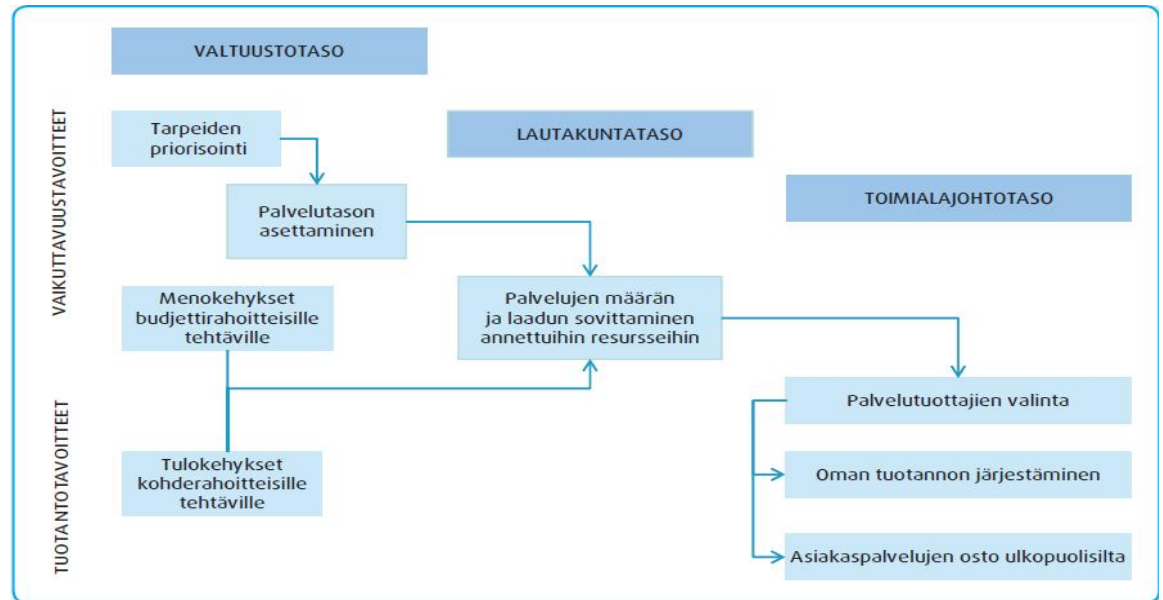 VALTUUSTOTASO
VAIKUTTAVUUSTAVOITTEET
Tarpeiden
priorisointi
LAUTAKUNTATASO
TOIMIALAJOHTOTASO
Palvelutason
asettaminen
Menokehykset
budjettirahoitteisille
tehtäville
Palvelujen määrän
ja laadun sovittaminen
annettuihin resursseihin
TUOTANTOTAVOITTEET
Palvelutuottajien valinta
Tulokehykset
kohderahoitteisille
tehtäville
Oman tuotannon järjestäminen
Asiakaspalvelujen osto ulkopuolisilta